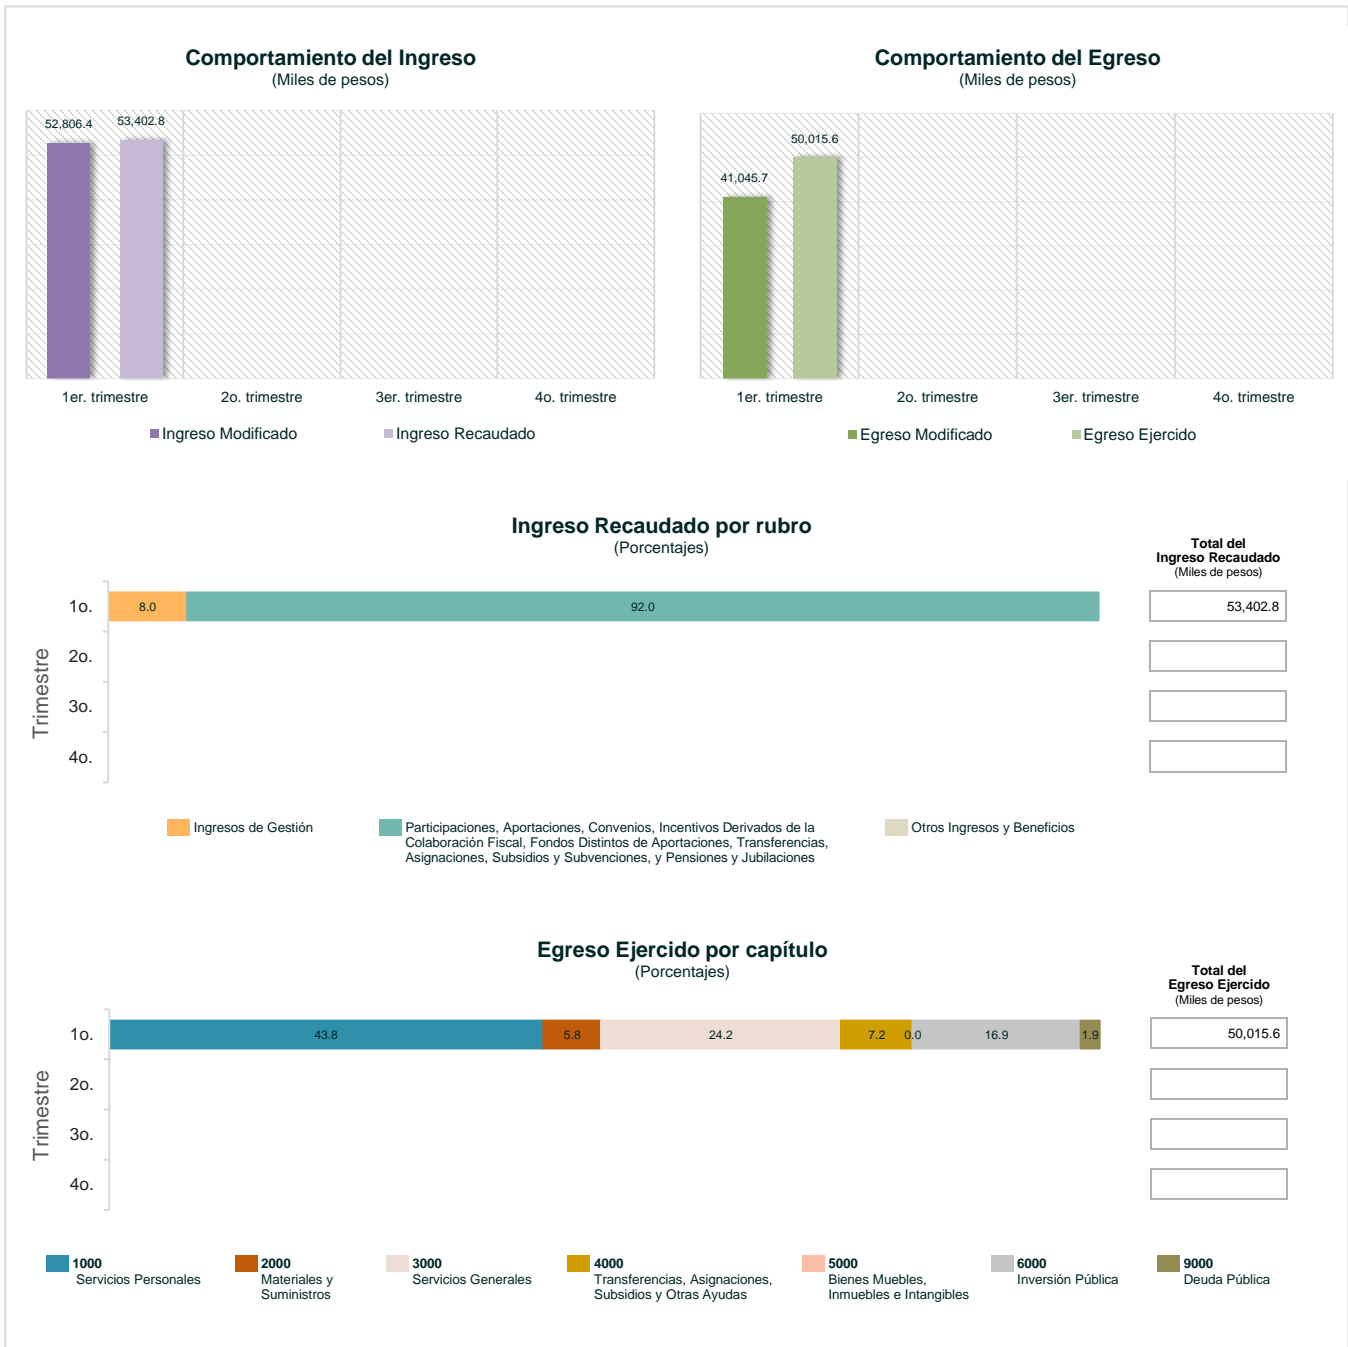 Comportamiento del Ingreso
(Miles de pesos)
52,806.4
53,402.8
1er. trimestre
2o. trimestre
3er. trimestre
4o. trimestre
Ingreso Modificado
Ingreso Recaudado
Comportamiento del Egreso
(Miles de pesos)
41,045.7
50,015.6
1er. trimestre
2o. trimestre
3er. trimestre
4o. trimestre
Egreso Modificado
Egreso Ejercido
Ingreso Recaudado por rubro
(Porcentajes)
Total del
Ingreso Recaudado
(Miles de pesos)
Trimestre
1o.
8.0
92.0
53,402.8
2o.
3o.
4o.
Ingresos de Gestión
Participaciones, Aportaciones, Convenios, Incentivos Derivados de la
Colaboración Fiscal, Fondos Distintos de Aportaciones, Transferencias,
Asignaciones, Subsidios y Subvenciones, y Pensiones y Jubilaciones
Otros Ingresos y Beneficios
Egreso Ejercido por capítulo
(Porcentajes)
Total del
Egreso Ejercido
(Miles de pesos)
Trimestre
1o.
43.8
5.8
24.2
7.2
0.0
16.9
1.9
50,015.6
2o.
3o.
4o.
1000
Servicios Personales
2000
Materiales y
Suministros
3000
Servicios Generales
4000
Transferencias, Asignaciones,
Subsidios y Otras Ayudas
5000
Bienes Muebles,
Inmuebles e Intangibles
6000
Inversión Pública
9000
Deuda Pública